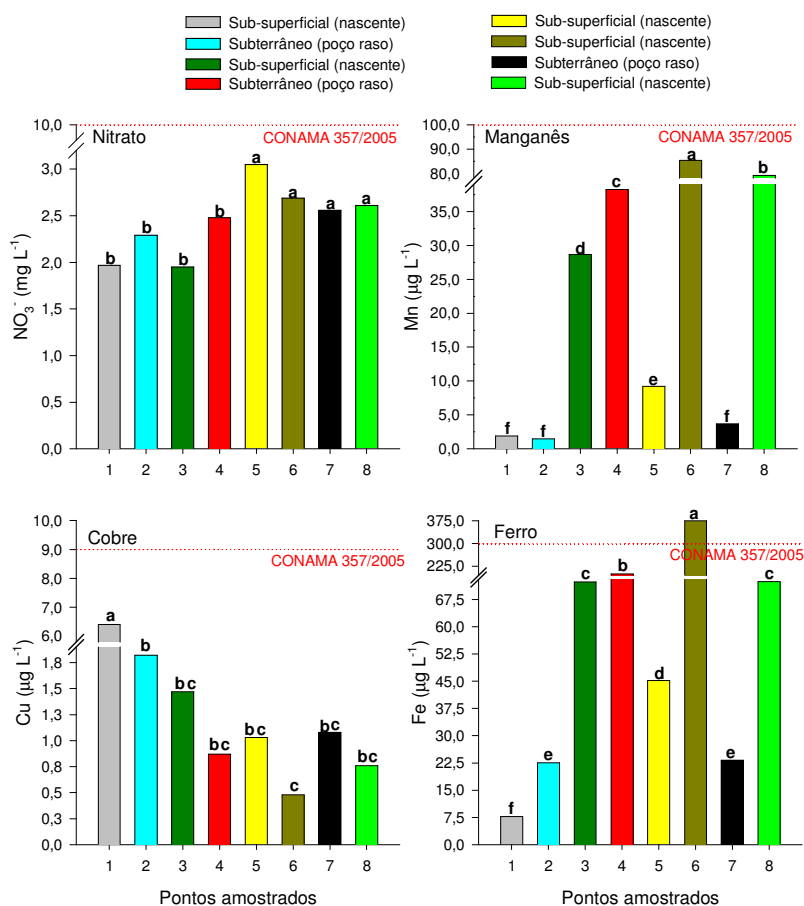 Sub-superficial (nascente)
Subterrâneo (poço raso)
Sub-superficial (nascente)
Subterrâneo (poço raso)
Sub-superficial (nascente)
Sub-superficial (nascente)
Subterrâneo (poço raso)
Sub-superficial (nascente)
Nitrato
CONAMA 357/2005
NO₃⁻ (mg L⁻¹)
10,0
3,0
2,5
2,0
1,5
1,0
0,5
0,0
b b b b a a a a
1 2 3 4 5 6 7 8
Manganês
CONAMA 357/2005
Mn (µg L⁻¹)
100,0
90,0
80,0
35,0
30,0
25,0
20,0
15,0
10,0
5,0
0,0
f f d c e a f b
1 2 3 4 5 6 7 8
Cobre
CONAMA 357/2005
Cu (µg L⁻¹)
10,0
9,0
8,0
7,0
6,0
1,8
1,5
1,3
1,0
0,8
0,5
0,3
0,0
a b bc bc bc c bc bc
1 2 3 4 5 6 7 8
Pontos amostrados
Ferro
CONAMA 357/2005
Fe (µg L⁻¹)
375,0
300,0
225,0
67,5
60,0
52,5
45,0
37,5
30,0
22,5
15,0
7,5
0,0
f e c b d a e c
1 2 3 4 5 6 7 8
Pontos amostrados